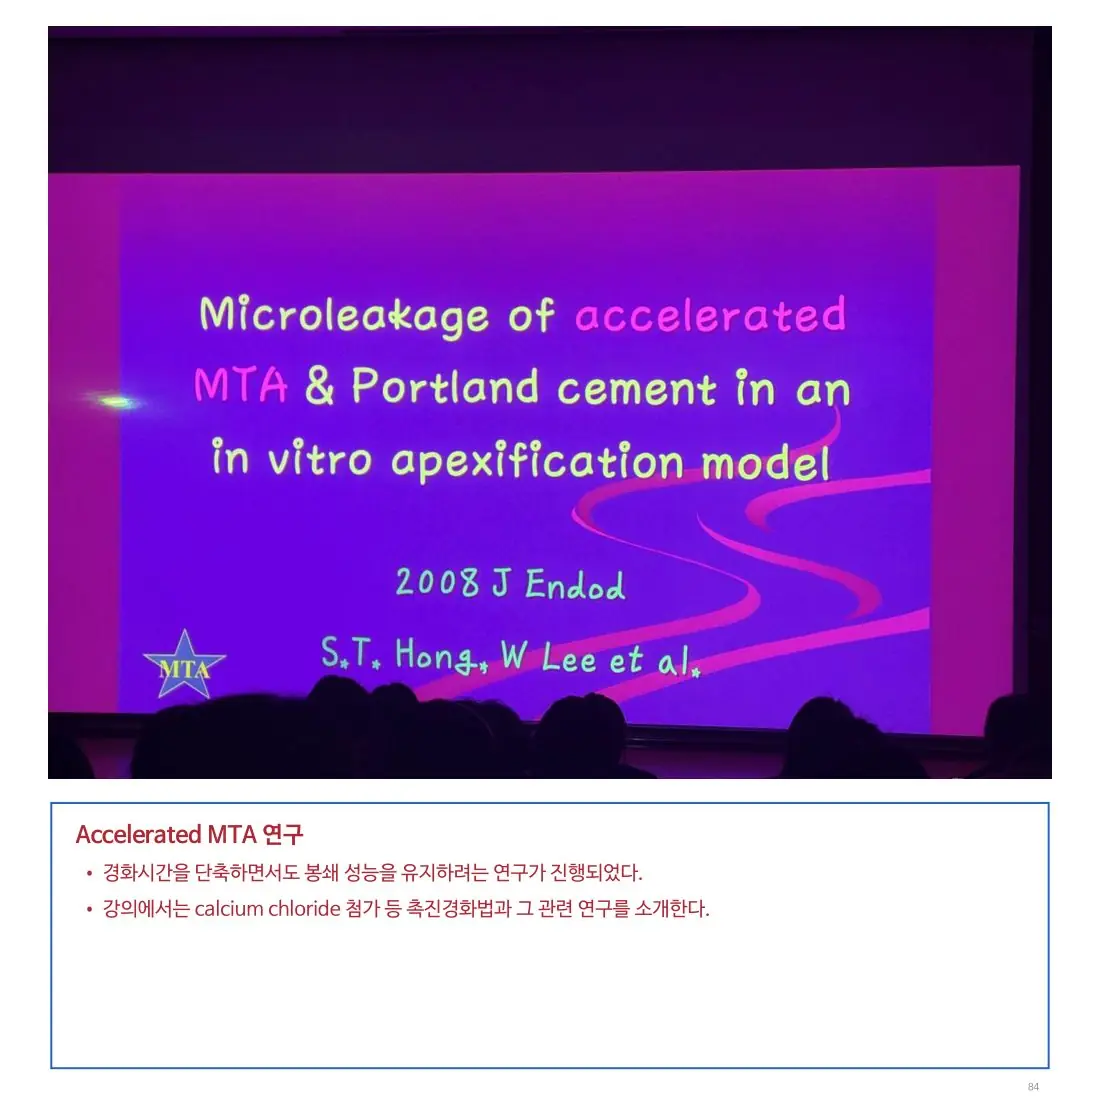 Microleakage of accelerated
MTA & Portland cement in an
in vitro apexification model
2008 J Endod
S.T. Hong, W Lee et al.
MTA
Accelerated MTA 연구
• 경화시간을 단축하면서도 봉쇄 성능을 유지하려는 연구가 진행되었다.
• 강의에서는 calcium chloride 첨가 등 촉진경화법과 그 관련 연구를 소개한다.
84